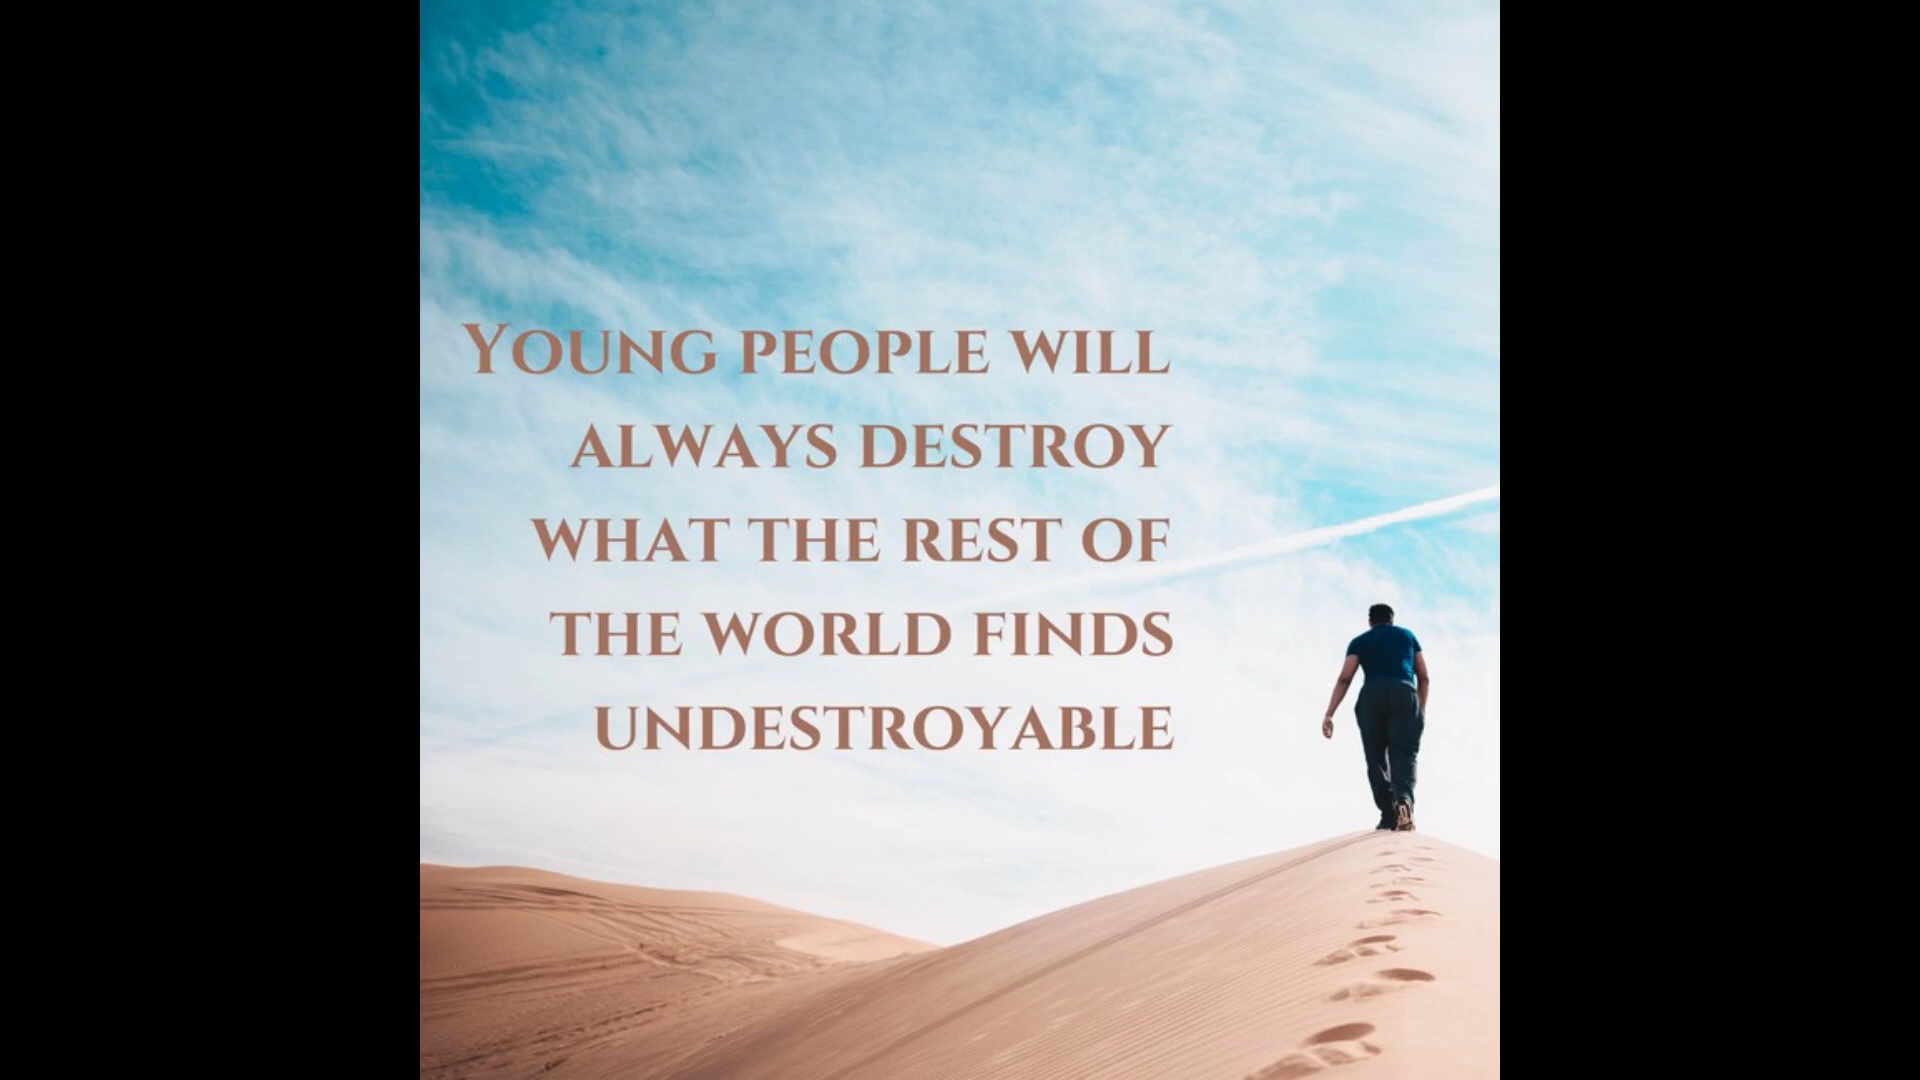 Young people will
always destroy
what the rest of
the world finds
undestroyable